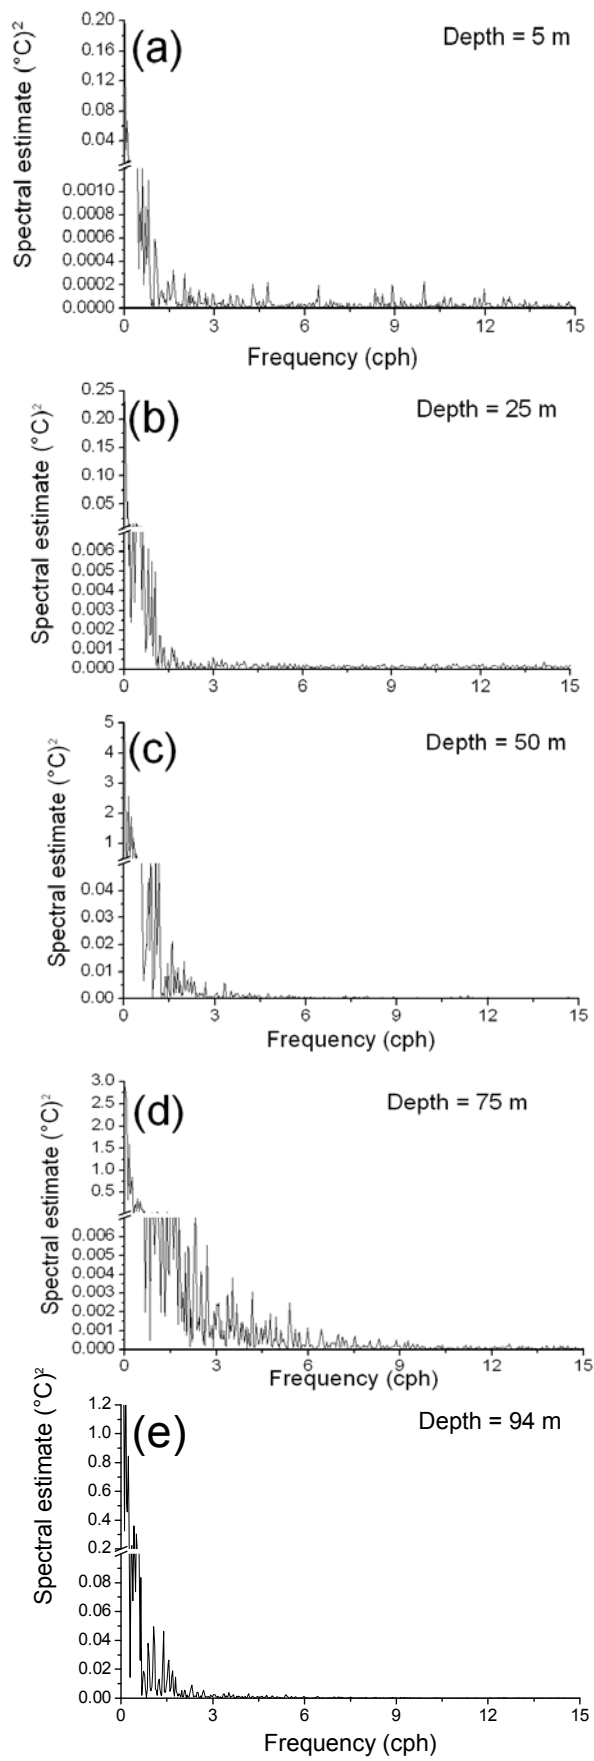 (a)
Depth = 5 m
Spectral estimate (°C)²
0.20
0.16
0.12
0.08
0.04
0.0010
0.0008
0.0006
0.0004
0.0002
0.0000
0 3 6 9 12 15
Frequency (cph)
(b)
Depth = 25 m
Spectral estimate (°C)²
0.25
0.20
0.15
0.10
0.05
0.006
0.005
0.004
0.003
0.002
0.001
0.000
0 3 6 9 12 15
(c)
Depth = 50 m
Spectral estimate (°C)²
5
4
3
2
1
0.04
0.03
0.02
0.01
0.00
0 3 6 9 12 15
Frequency (cph)
(d)
Depth = 75 m
Spectral estimate (°C)²
3.0
2.5
2.0
1.5
1.0
0.5
0.006
0.005
0.004
0.003
0.002
0.001
0.000
0 3 6 9 12 15
Frequency (cph)
(e)
Depth = 94 m
Spectral estimate (°C)²
1.2
1.0
0.8
0.6
0.4
0.2
0.08
0.06
0.04
0.02
0.00
0 3 6 9 12 15
Frequency (cph)